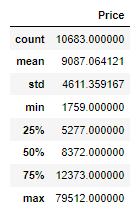 Price
count 10683.000000
mean 9087.064121
std 4611.359167
min 1759.000000
25% 5277.000000
50% 8372.000000
75% 12373.000000
max 79512.000000